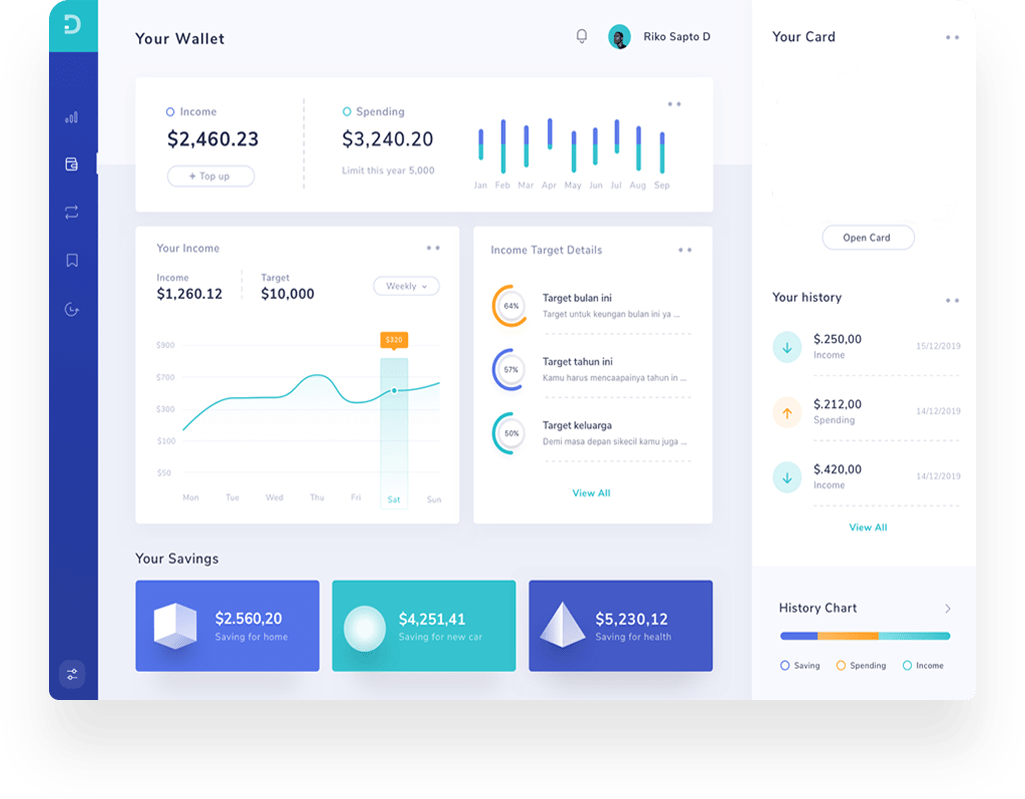 Your Wallet
Riko Sapto D
Income
$2,460.23
+ Top up
Spending
$3,240.20
Limit this year 5,000
Jan Feb Mar Apr May Jun Jul Aug Sep
Your Income
Income
$1,260.12
Target
$10,000
Weekly
$320
$900
$700
$300
$100
$50
Mon Tue Wed Thu Fri Sat Sun
Income Target Details
64%
Target bulan ini
Target untuk keungan bulan ini ya ...
57%
Target tahun ini
Kamu harus mencaapainya tahun in ...
50%
Target keluarga
Demi masa depan sikecil kamu juga ...
View All
Your Savings
$2.560,20
Saving for home
$4,251,41
Saving for new car
$5,230,12
Saving for health
Your Card
Open Card
Your history
$.250,00
Income
15/12/2019
$.212,00
Spending
14/12/2019
$.420,00
Income
14/12/2019
View All
History Chart
Saving Spending Income